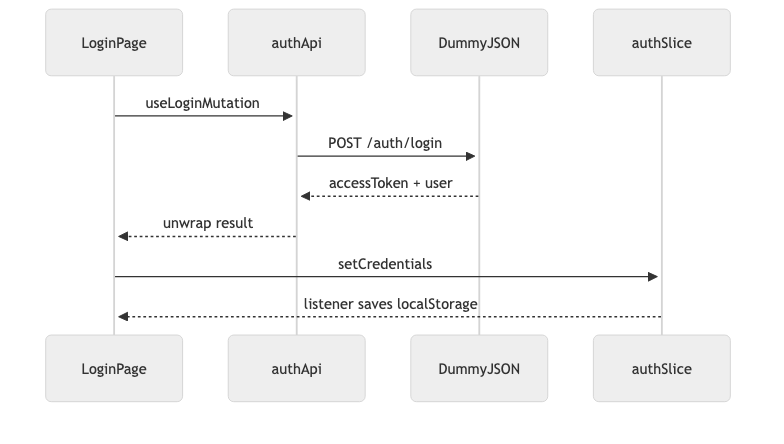 LoginPage authApi DummyJSON authSlice
useLoginMutation
POST /auth/login
accessToken + user
unwrap result
setCredentials
listener saves localStorage
LoginPage authApi DummyJSON authSlice